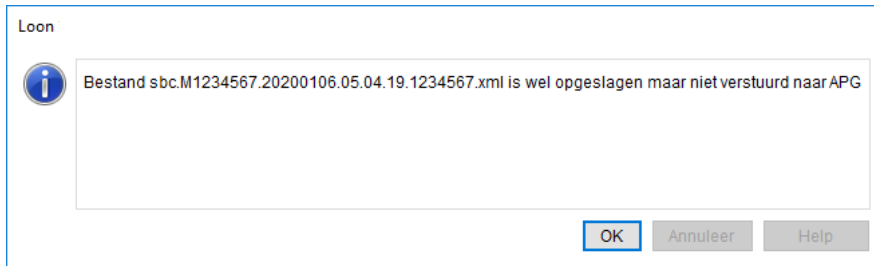 Loon
Bestand sbc.M1234567.20200106.05.04.19.1234567.xml is wel opgeslagen maar niet verstuurd naar APG
OK
Annuleer
Help